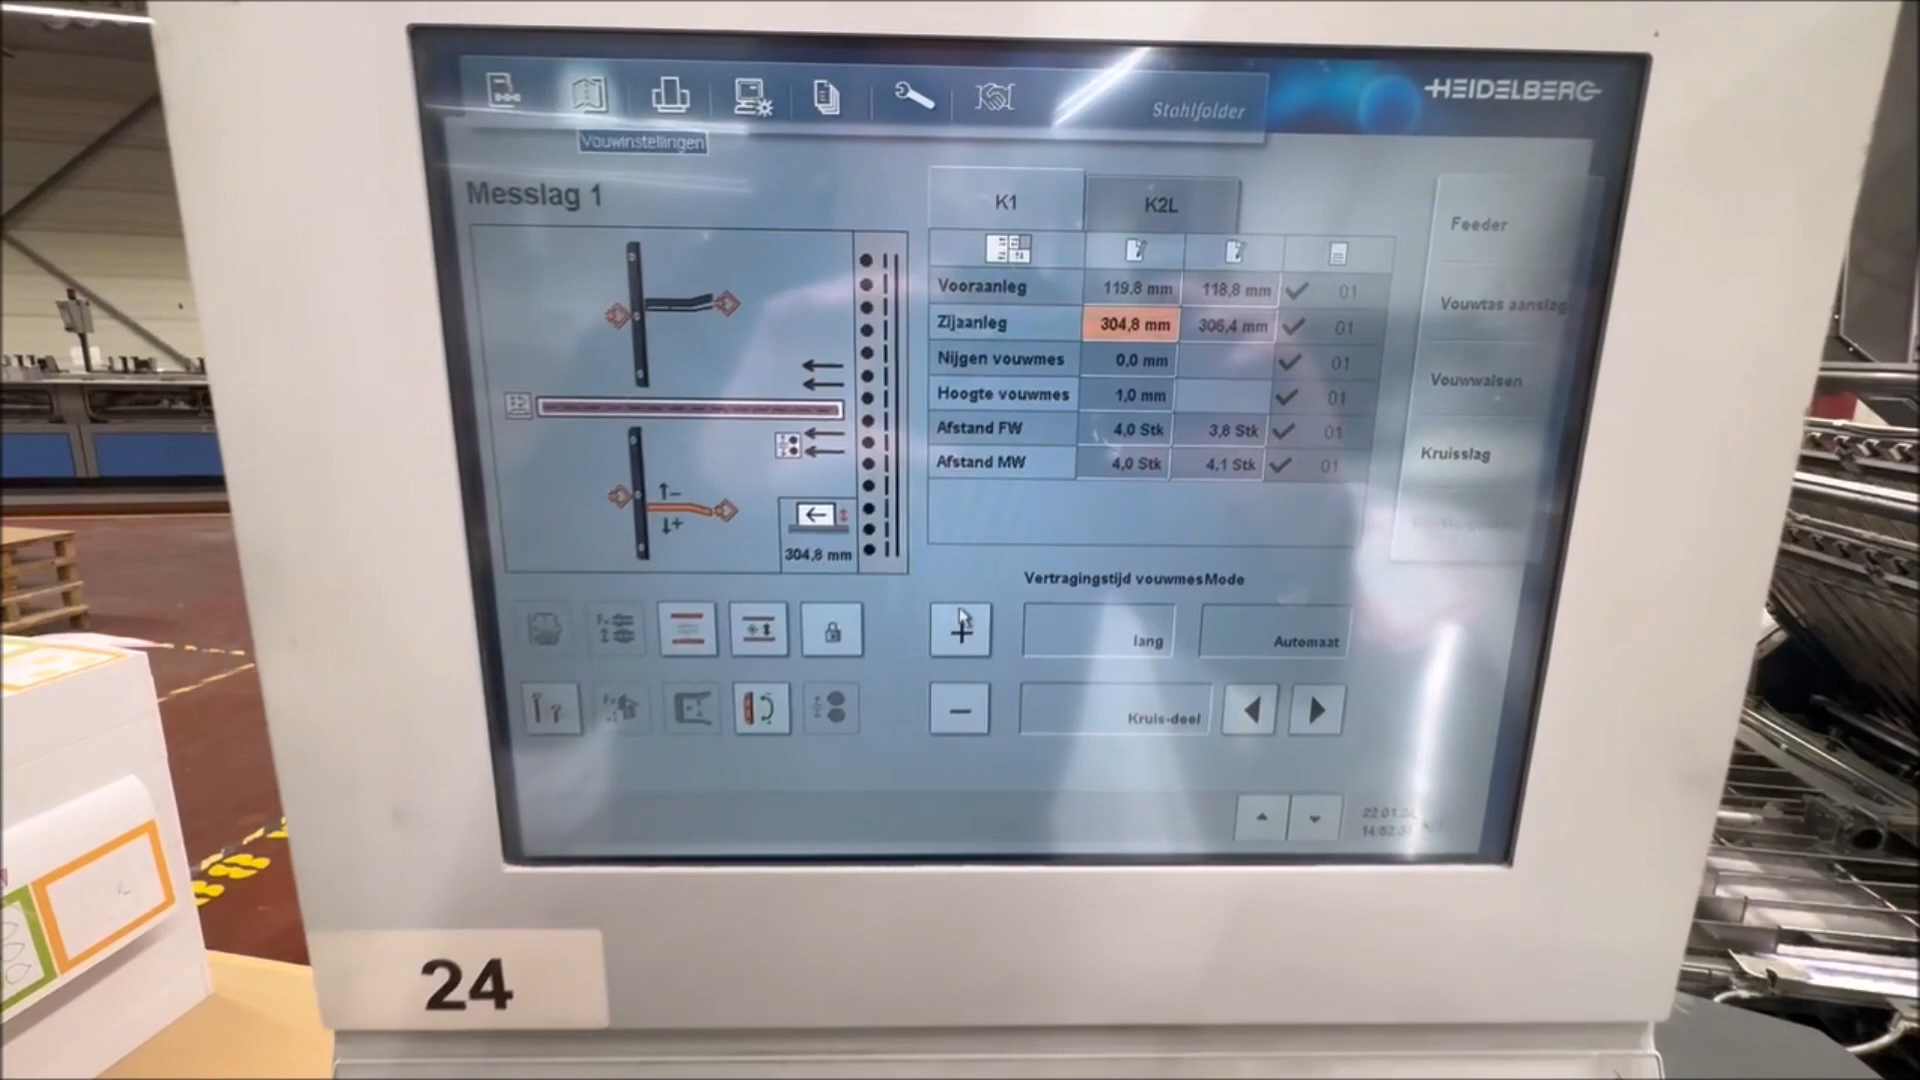 HEIDELBERG
Stahlfolder
Vouwinstellingen
Messlag 1
K1 K2L
Vooraanleg 119,8 mm 118,8 mm 01
Zijaanleg 304,8 mm 306,4 mm 01
Nijgen vouwmes 0,0 mm 01
Hoogte vouwmes 1,0 mm 01
Afstand FW 4,0 Stk 3,8 Stk 01
Afstand MW 4,0 Stk 4,1 Stk 01
Feeder
Vouwtas aanslag
Vouwwalsen
Kruisslag
304,8 mm
Vertragingstijd vouwmes Mode
lang Automaat
Kruis-deel
24